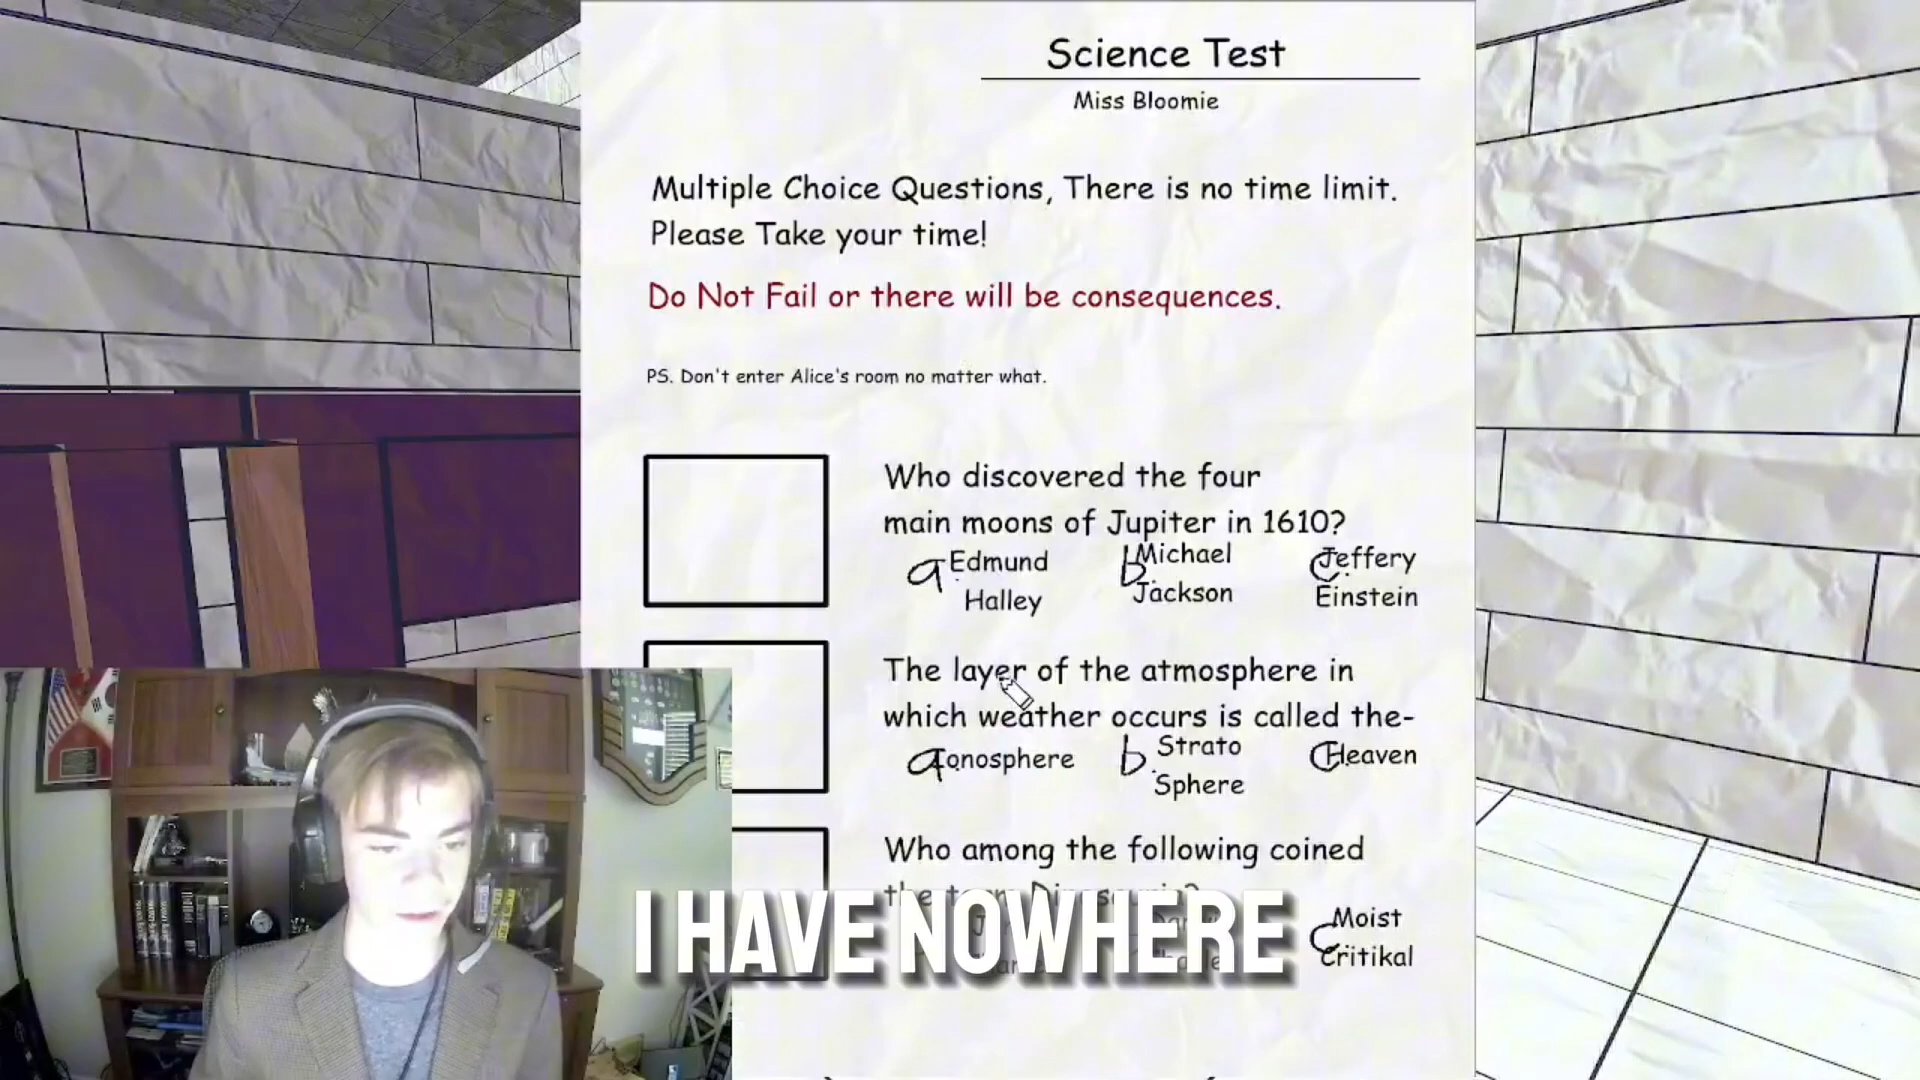 Science Test
Miss Bloomie
Multiple Choice Questions, There is no time limit.
Please Take your time!
Do Not Fail or there will be consequences.
PS. Don't enter Alice's room no matter what.
Who discovered the four
main moons of Jupiter in 1610?
a. Edmund Halley
b. Michael Jackson
c. Jeffery Einstein
The layer of the atmosphere in
which weather occurs is called the-
a. Ionosphere
b. Strato Sphere
c. Heaven
Who among the following coined
the term
c. Moist Critikal
I HAVE NOWHERE